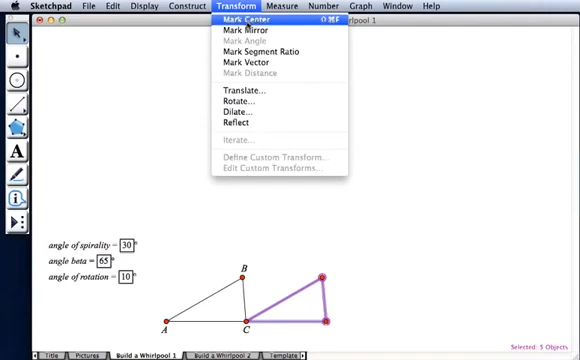 Sketchpad File Edit Display Construct Transform Measure Number Graph Window Help
Mark Center ⇧⌘F
Mark Mirror
Mark Angle
Mark Segment Ratio
Mark Vector
Mark Distance
Translate...
Rotate...
Dilate...
Reflect
Iterate...
Define Custom Transform...
Edit Custom Transforms...
irlpool 1
A
i
angle of spirality = 30°
angle beta = 65°
angle of rotation = 10°
B
A
C
Selected: 5 Objects
Title Pictures Build a Whirlpool 1 Build a Whirlpool 2 Template